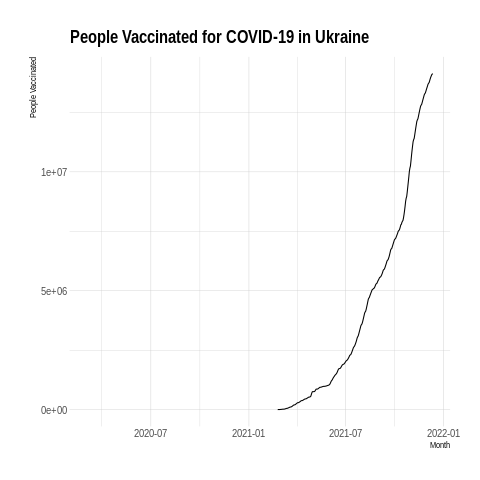 People Vaccinated for COVID-19 in Ukraine
People Vaccinated
1e+07
5e+06
0e+00
2020-07
2021-01
2021-07
2022-01
Month